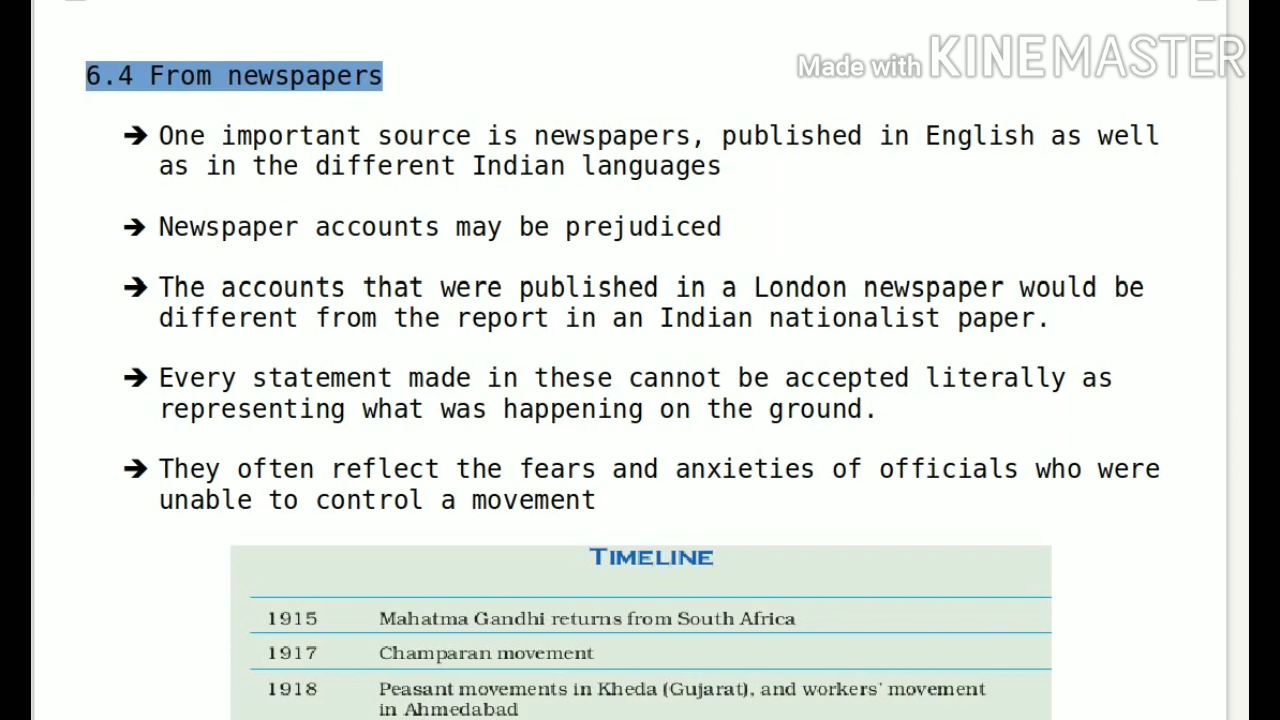 Made with KINEMASTER
6.4 From newspapers
➔ One important source is newspapers, published in English as well
as in the different Indian languages
➔ Newspaper accounts may be prejudiced
➔ The accounts that were published in a London newspaper would be
different from the report in an Indian nationalist paper.
➔ Every statement made in these cannot be accepted literally as
representing what was happening on the ground.
➔ They often reflect the fears and anxieties of officials who were
unable to control a movement
TIMELINE
1915 Mahatma Gandhi returns from South Africa
1917 Champaran movement
1918 Peasant movements in Kheda (Gujarat), and workers' movement
in Ahmedabad